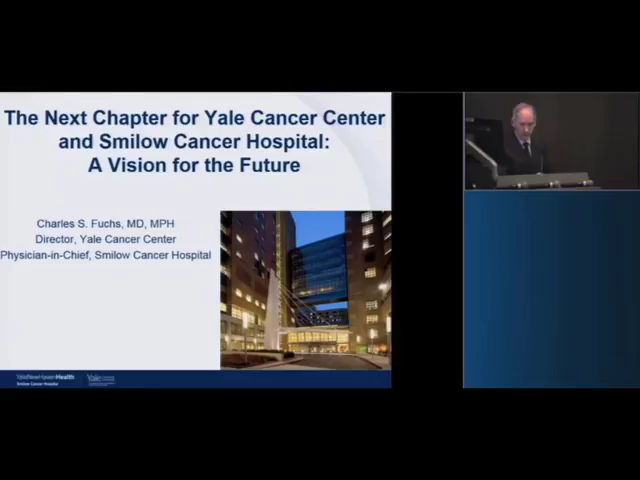 The Next Chapter for Yale Cancer Center
and Smilow Cancer Hospital:
A Vision for the Future
Charles S. Fuchs, MD, MPH
Director, Yale Cancer Center
Physician-in-Chief, Smilow Cancer Hospital
YaleNewHavenHealth
Smilow Cancer Hospital
Yale